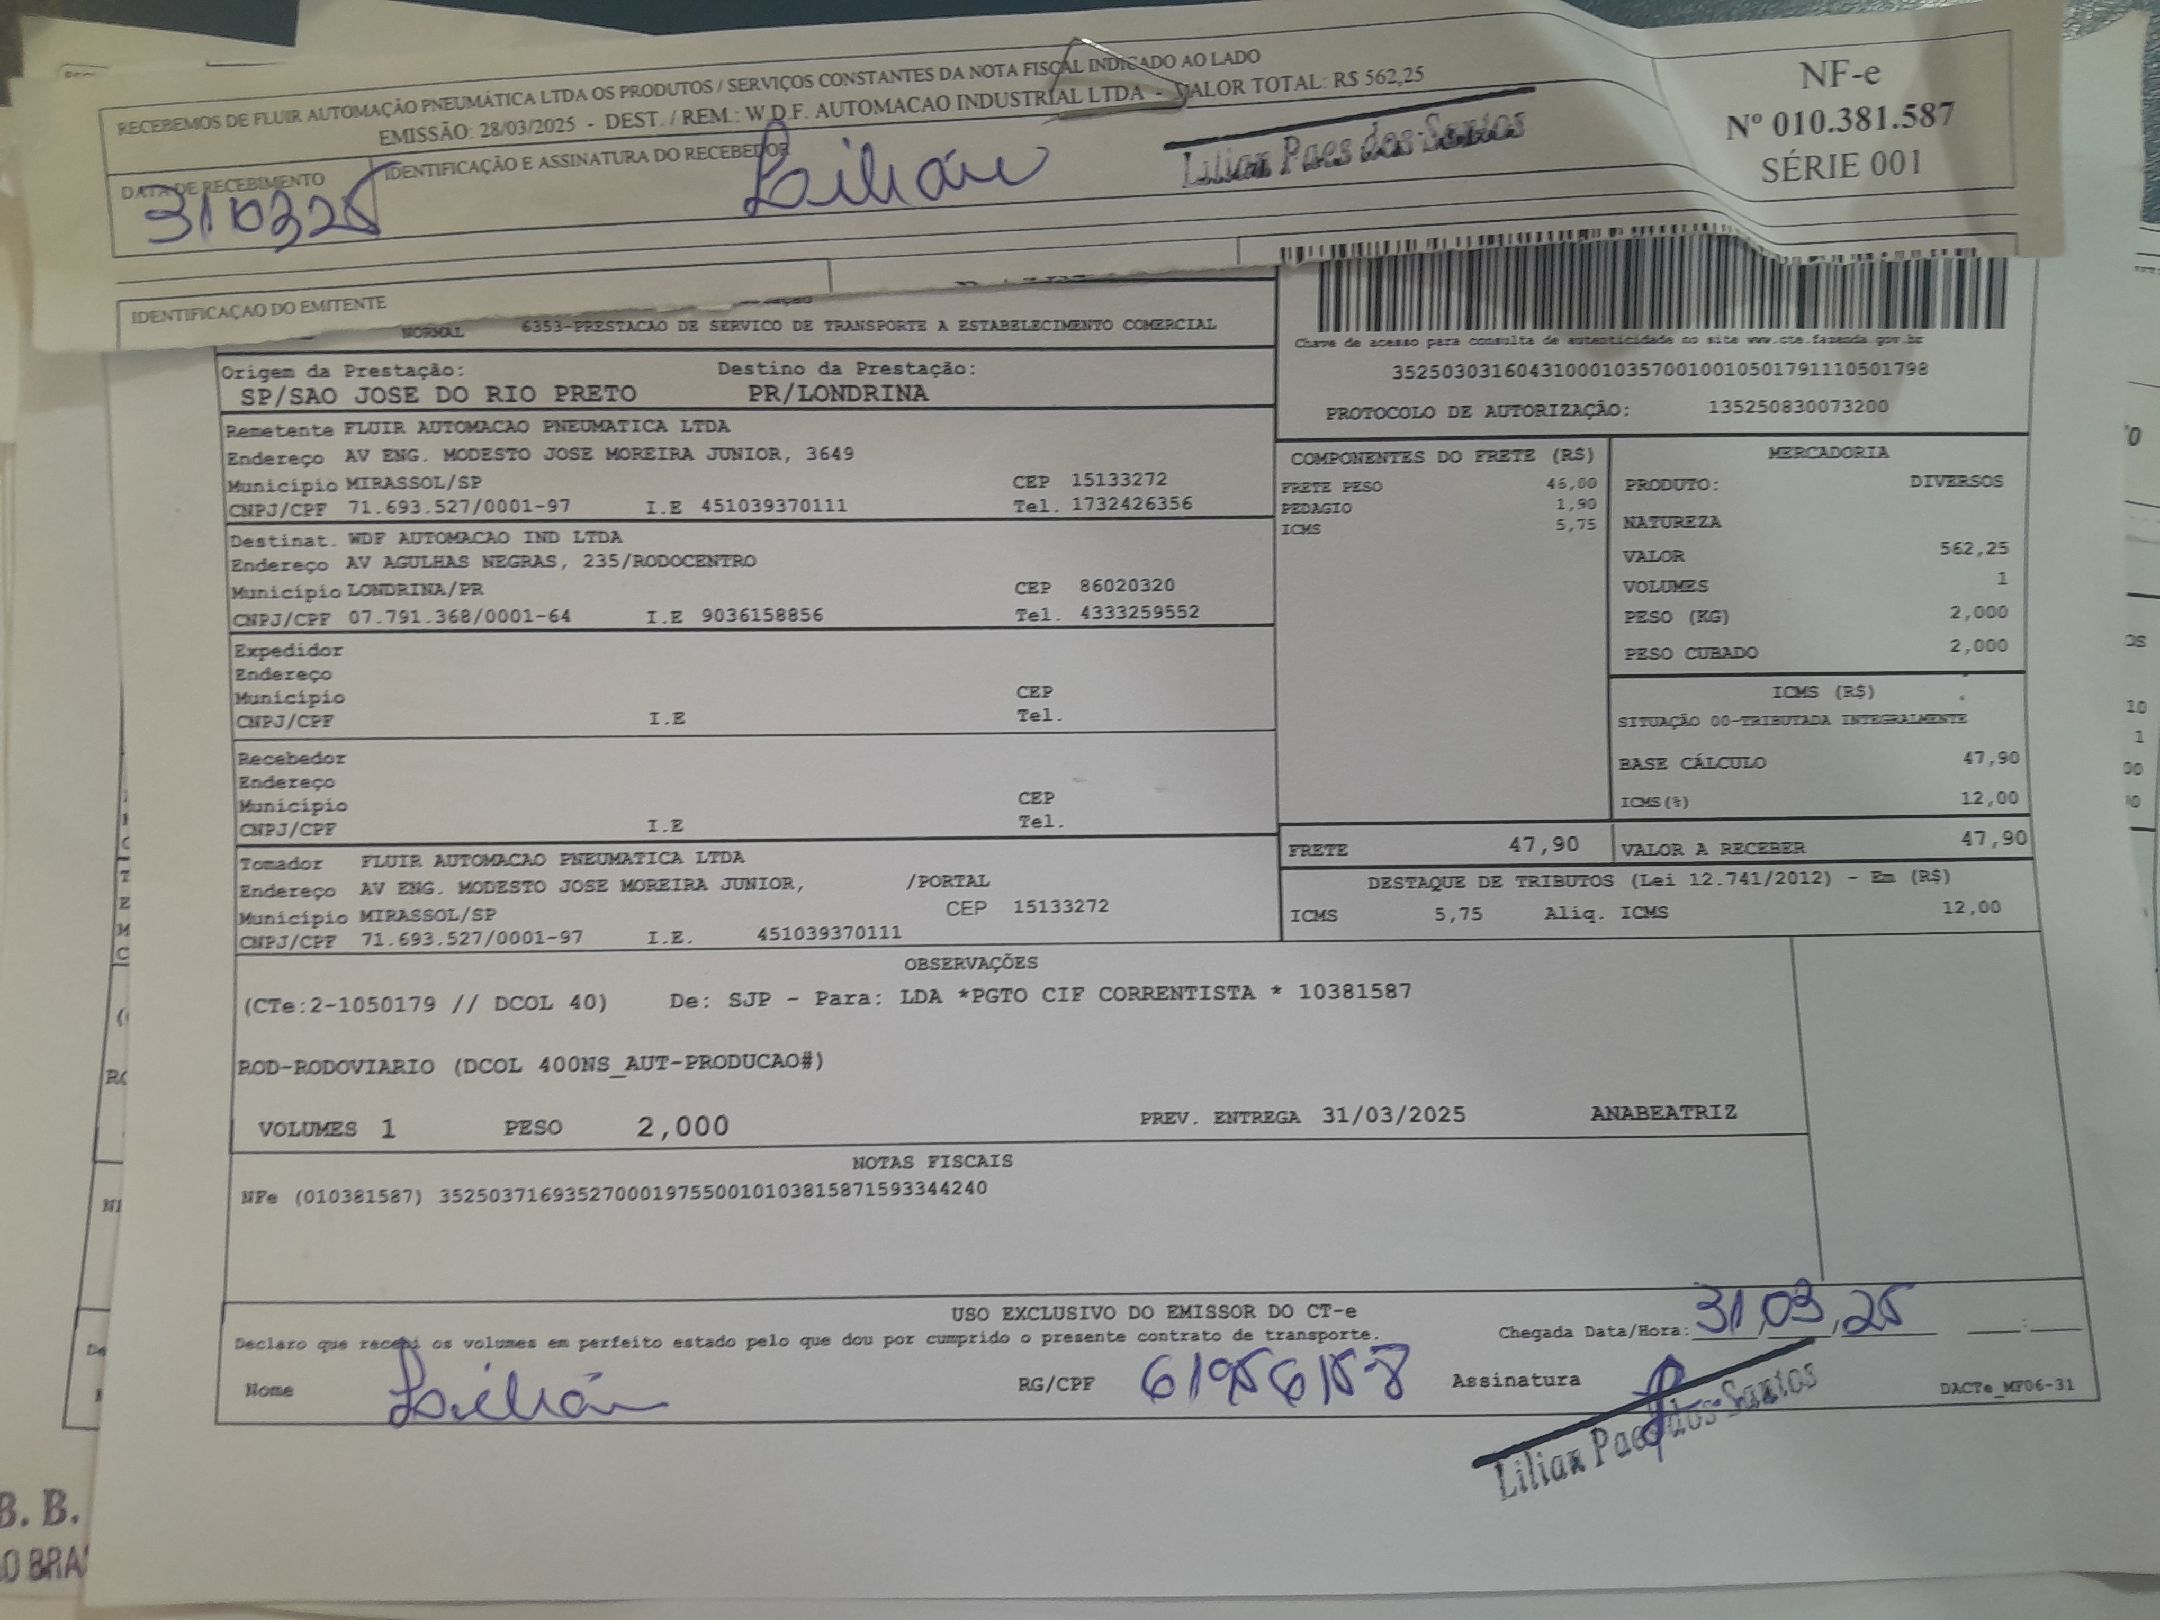 RECEBEMOS DE FLUIR AUTOMAÇÃO PNEUMÁTICA LTDA OS PRODUTOS / SERVIÇOS CONSTANTES DA NOTA FISCAL INDICADO AO LADO
EMISSÃO: 28/03/2025 - DEST. / REM.: W D.F. AUTOMACAO INDUSTRIAL LTDA - VALOR TOTAL: R$ 562,25
NF-e
Nº 010.381.587
SÉRIE 001
DATA DE RECEBIMENTO
31 03 25
IDENTIFICAÇÃO E ASSINATURA DO RECEBEDOR
Lilian
Lilian Paes dos Santos
IDENTIFICAÇÃO DO EMITENTE
NORMAL 6353-PRESTACAO DE SERVICO DE TRANSPORTE A ESTABELECIMENTO COMERCIAL
Chave de acesso para consulta de autenticidade no site www.cte.fazenda.gov.br
35250303160431000103570010010501791110501798
PROTOCOLO DE AUTORIZAÇÃO: 135250830073200
Origem da Prestação: Destino da Prestação:
SP/SAO JOSE DO RIO PRETO PR/LONDRINA
Remetente FLUIR AUTOMACAO PNEUMATICA LTDA
Endereço AV ENG. MODESTO JOSE MOREIRA JUNIOR, 3649
Município MIRASSOL/SP CEP 15133272
CNPJ/CPF 71.693.527/0001-97 I.E 451039370111 Tel. 1732426356
Destinat. WDF AUTOMACAO IND LTDA
Endereço AV AGULHAS NEGRAS, 235/RODOCENTRO
Município LONDRINA/PR CEP 86020320
CNPJ/CPF 07.791.368/0001-64 I.E 9036158856 Tel. 4333259552
Expedidor
Endereço
Município CEP
CNPJ/CPF I.E Tel.
Recebedor
Endereço
Município CEP
CNPJ/CPF I.E Tel.
Tomador FLUIR AUTOMACAO PNEUMATICA LTDA
Endereço AV ENG. MODESTO JOSE MOREIRA JUNIOR, /PORTAL
Município MIRASSOL/SP CEP 15133272
CNPJ/CPF 71.693.527/0001-97 I.E. 451039370111
COMPONENTES DO FRETE (R$)
FRETE PESO 46,00
PEDAGIO 1,90
ICMS 5,75
MERCADORIA
PRODUTO: DIVERSOS
NATUREZA
VALOR 562,25
VOLUMES 1
PESO (KG) 2,000
PESO CUBADO 2,000
ICMS (R$)
SITUAÇÃO 00-TRIBUTADA INTEGRALMENTE
BASE CÁLCULO 47,90
ICMS(%) 12,00
FRETE 47,90 VALOR A RECEBER 47,90
DESTAQUE DE TRIBUTOS (Lei 12.741/2012) - Em (R$)
ICMS 5,75 Aliq. ICMS 12,00
OBSERVAÇÕES
(CTe:2-1050179 // DCOL 40) De: SJP - Para: LDA *PGTO CIF CORRENTISTA * 10381587
ROD-RODOVIARIO (DCOL 400NS_AUT-PRODUCAO#)
VOLUMES 1 PESO 2,000 PREV. ENTREGA 31/03/2025 ANABEATRIZ
NOTAS FISCAIS
NFe (010381587) 35250371693527000197550010103815871593344240
USO EXCLUSIVO DO EMISSOR DO CT-e
Declaro que recebi os volumes em perfeito estado pelo que dou por cumprido o presente contrato de transporte. Chegada Data/Hora: 31/03/25
Nome Lilian RG/CPF Assinatura
DACTe_MF06-31
Lilian Paes dos Santos
B. B.